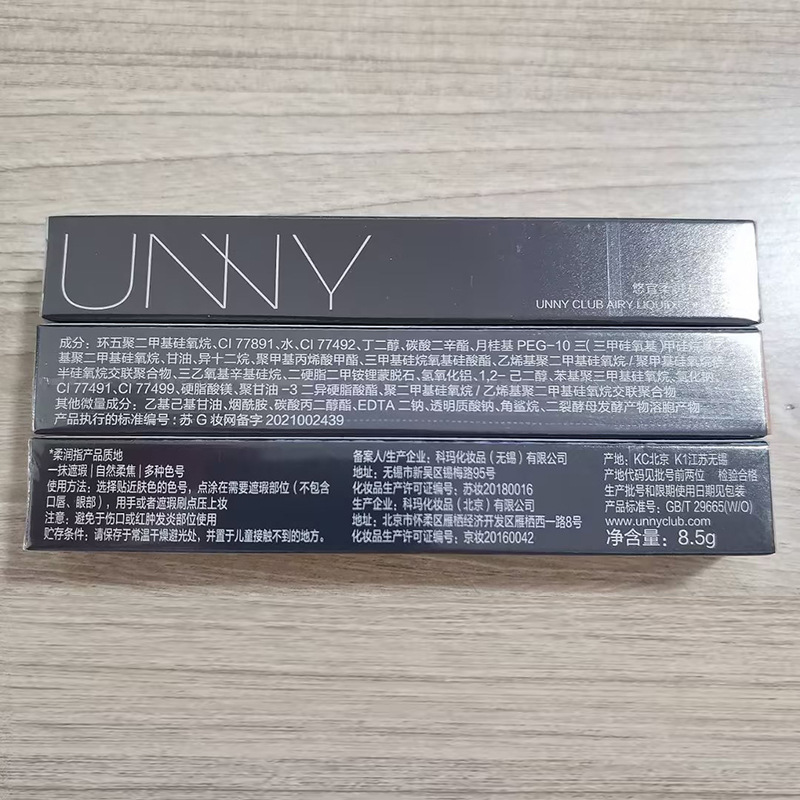 UNNY
悠宜
UNNY CLUB AIRY LIQUID
成分：环五聚二甲基硅氧烷、CI 77891、水、CI 77492、丁二醇、碳酸二辛酯、月桂基 PEG-10 三(三甲硅氧基)甲硅
基聚二甲基硅氧烷、甘油、异十二烷、聚甲基丙烯酸甲酯、三甲基硅烷氧基硅酸酯、乙烯基聚二甲基硅氧烷/聚甲基硅氧烷
半硅氧烷交联聚合物、三乙氧基辛基硅烷、二硬脂二甲铵锂蒙脱石、氢氧化铝、1,2-己二醇、苯基聚三甲基硅氧烷、氯化钠
CI 77491、CI 77499、硬脂酸镁、聚甘油-3 二异硬脂酸酯、聚二甲基硅氧烷/乙烯基聚二甲基硅氧烷交联聚合物
其他微量成分：乙基己基甘油、烟酰胺、碳酸丙二醇酯、EDTA 二钠、透明质酸钠、角鲨烷、二裂酵母发酵产物溶胞产物
产品执行的标准编号：苏 G 妆网备字 2021002439
*柔润指产品质地
一抹遮瑕|自然柔焦|多种色号
使用方法：选择贴近肤色的色号，点涂在需要遮瑕部位（不包含
口唇、眼部），用手或者遮瑕刷点压上妆
注意：避免于伤口或红肿发炎部位使用
贮存条件：请保存于常温干燥避光处，并置于儿童接触不到的地方。
备案人/生产企业：科玛化妆品（无锡）有限公司
地址：无锡市新吴区锡梅路95号
化妆品生产许可证编号：苏妆20180016
生产企业：科玛化妆品（北京）有限公司
地址：北京市怀柔区雁栖经济开发区雁栖西一路8号
化妆品生产许可证编号：京妆20160042
产地：KC北京 K1江苏无锡
产地代码见批号前两位 检验合格
生产批号和限期使用日期见包装
产品标准号：GB/T 29665(W/O)
www.unnyclub.com
净含量：8.5g